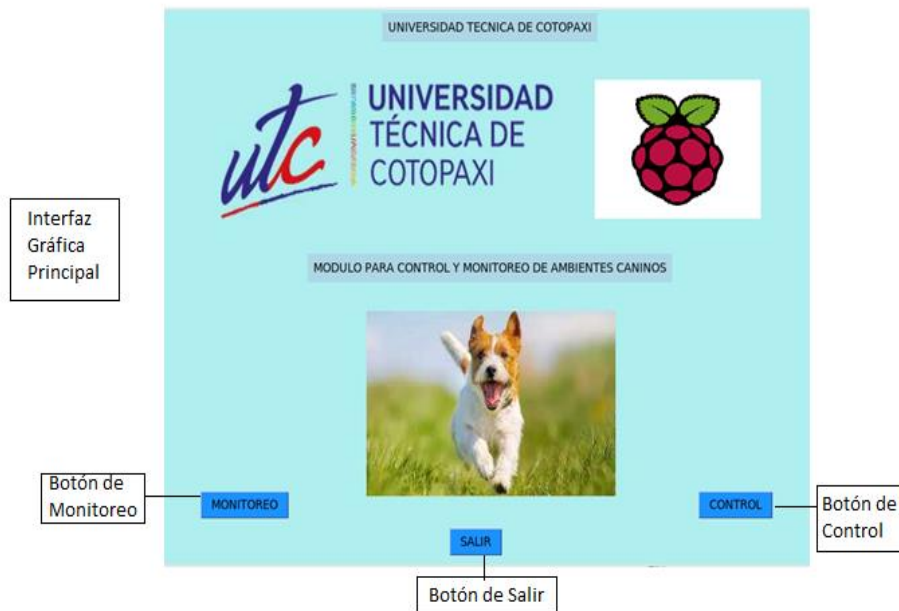 UNIVERSIDAD TECNICA DE COTOPAXI
utc
UNIVERSIDAD
TÉCNICA DE
COTOPAXI
Interfaz
Gráfica
Principal
MODULO PARA CONTROL Y MONITOREO DE AMBIENTES CANINOS
Botón de
Monitoreo
MONITOREO
CONTROL
Botón de
Control
SALIR
Botón de Salir